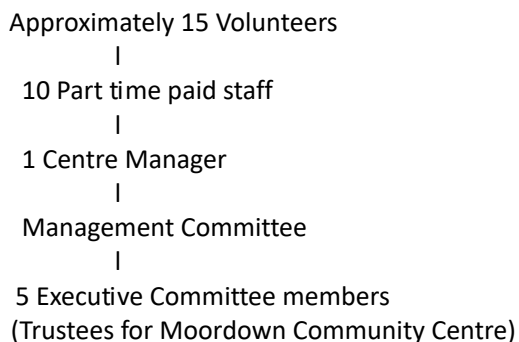 Approximately 15 Volunteers
I
10 Part time paid staff
I
1 Centre Manager
I
Management Committee
I
5 Executive Committee members
(Trustees for Moordown Community Centre)